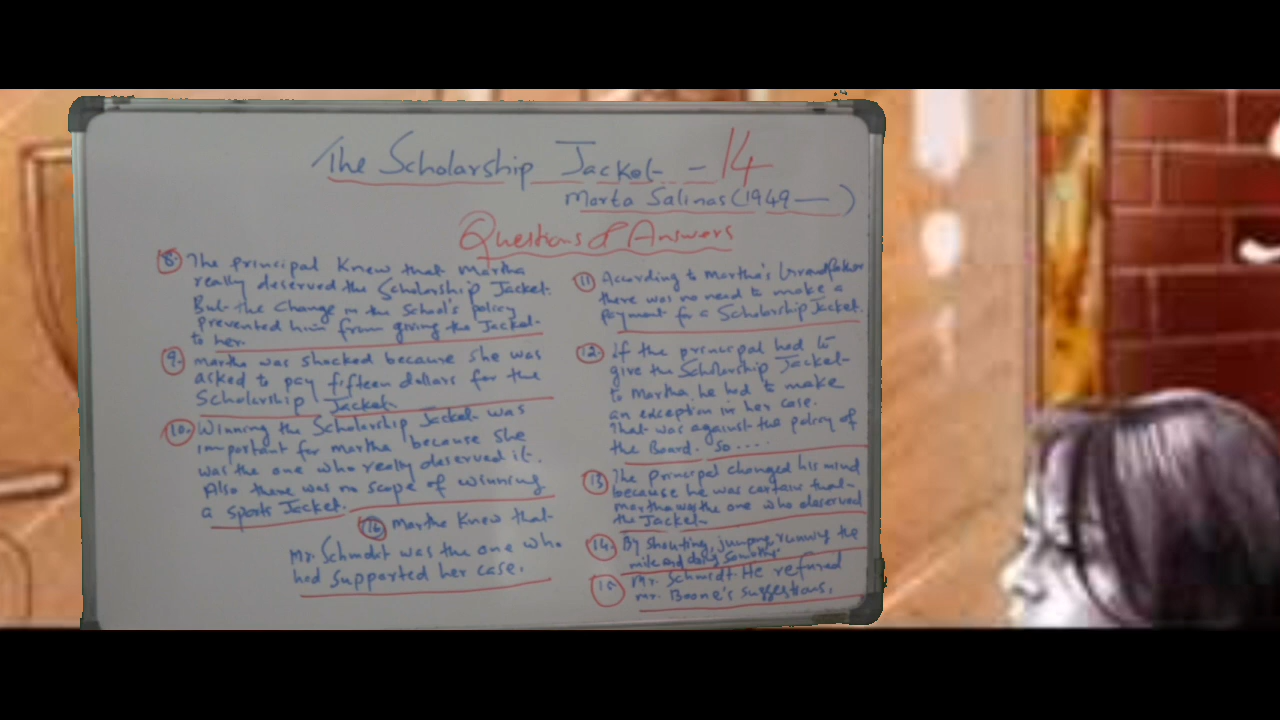 The Scholarship Jacket - 14
Marta Salinas (1949 — )
Questions & Answers
8. The principal knew that Martha
really deserved the Scholarship Jacket.
But the change in the School's policy
prevented him from giving the Jacket
to her.
9. Martha was shocked because she was
asked to pay fifteen dollars for the
Scholarship Jacket.
10. Winning the Scholarship Jacket was
important for Martha because she
was the one who really deserved it.
Also there was no scope of winning
a sports Jacket.
16 Martha knew that
Mr. Schmidt was the one who
had supported her case.
11 According to Martha's Grandfather
there was no need to make a
payment for a Scholarship Jacket.
12. If the principal had to
give the Scholarship Jacket
to Martha, he had to make
an exception in her case.
That was against the policy of
the Board. So ....
13 The principal changed his mind
because he was certain that
Martha was the one who deserved
the Jacket
14. By shouting, jumping, running the
mile and doing
15. Mr. Schmidt. He refused
Mr. Boone's suggestions.